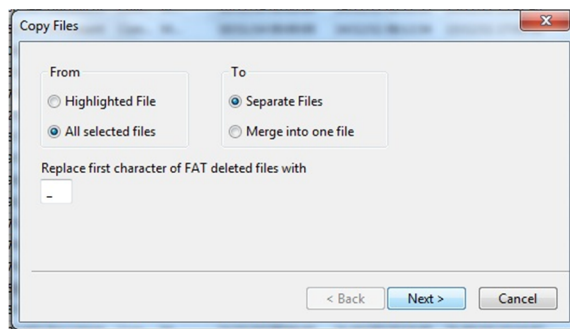 Copy Files
From
To
Highlighted File
Separate Files
All selected files
Merge into one file
Replace first character of FAT deleted files with
_
< Back
Next >
Cancel